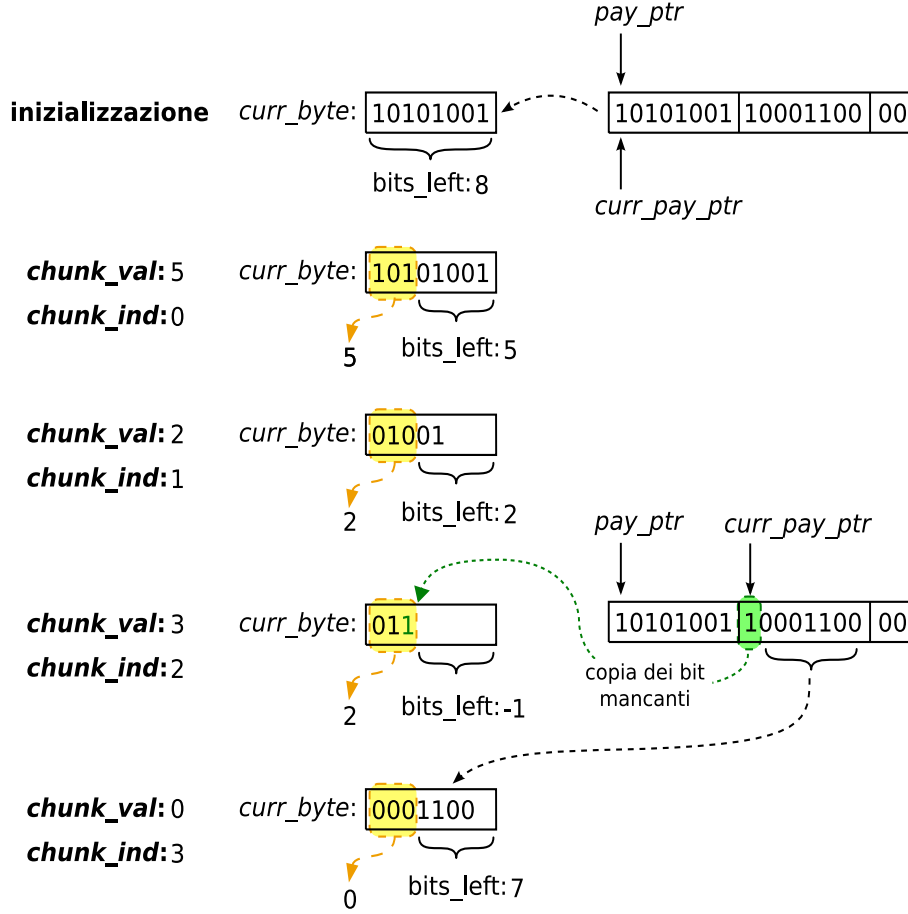 pay_ptr
inizializzazione curr_byte: 10101001 10101001 10001100 00
bits_left: 8
curr_pay_ptr
chunk_val: 5 curr_byte: 10101001
chunk_ind: 0
bits_left: 5
5
chunk_val: 2 curr_byte: 01001
chunk_ind: 1
bits_left: 2
2
pay_ptr curr_pay_ptr
chunk_val: 3 curr_byte: 011 10101001 10001100 00
chunk_ind: 2
copia dei bit
mancanti
bits_left: -1
2
chunk_val: 0 curr_byte: 0001100
chunk_ind: 3
bits_left: 7
0